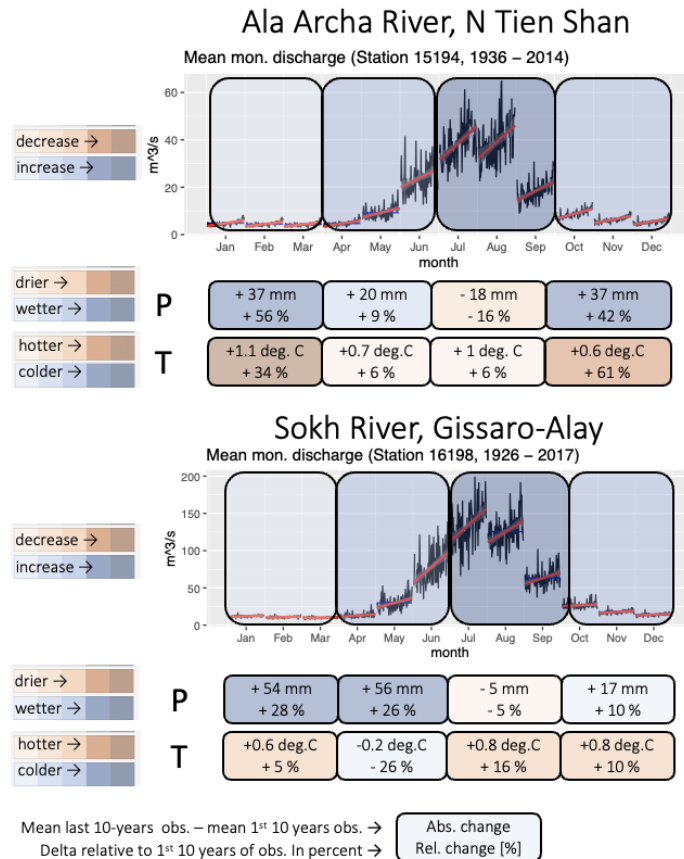 Ala Archa River, N Tien Shan
Mean mon. discharge (Station 15194, 1936 – 2014)
decrease →
increase →
m^3/s
60
40
20
0
Jan Feb Mar Apr May Jun Jul Aug Sep Oct Nov Dec
month
drier →
wetter →
P
+ 37 mm + 20 mm - 18 mm + 37 mm
+ 56 % + 9 % - 16 % + 42 %
hotter →
colder →
T
+1.1 deg. C +0.7 deg.C + 1 deg. C +0.6 deg.C
+ 34 % + 6 % + 6 % + 61 %
Sokh River, Gissaro-Alay
Mean mon. discharge (Station 16198, 1926 – 2017)
decrease →
increase →
m^3/s
200
150
100
50
0
Jan Feb Mar Apr May Jun Jul Aug Sep Oct Nov Dec
month
drier →
wetter →
P
+ 54 mm + 56 mm - 5 mm + 17 mm
+ 28 % + 26 % - 5 % + 10 %
hotter →
colder →
T
+0.6 deg.C -0.2 deg.C +0.8 deg.C +0.8 deg.C
+ 5 % - 26 % + 16 % + 10 %
Mean last 10-years obs. – mean 1st 10 years obs. → Abs. change
Delta relative to 1st 10 years of obs. In percent → Rel. change [%]